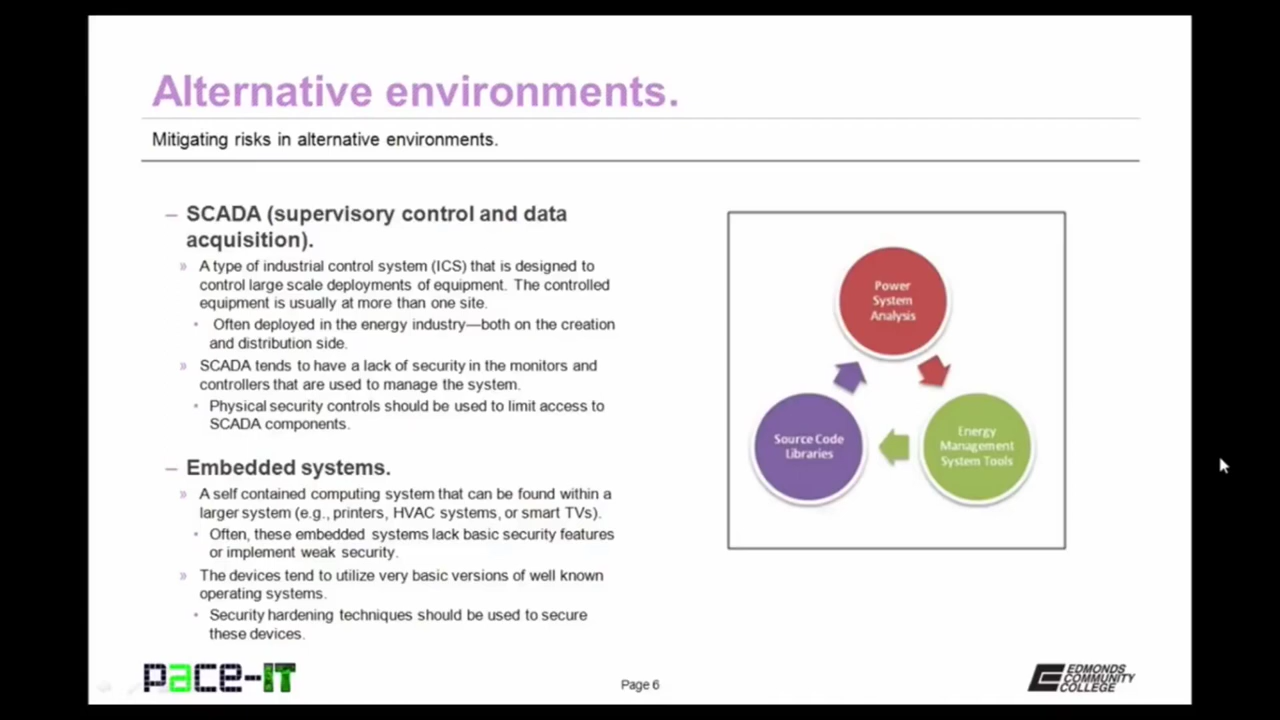 Alternative environments.
Mitigating risks in alternative environments.
– SCADA (supervisory control and data
acquisition).
» A type of industrial control system (ICS) that is designed to
control large scale deployments of equipment. The controlled
equipment is usually at more than one site.
• Often deployed in the energy industry—both on the creation
and distribution side.
» SCADA tends to have a lack of security in the monitors and
controllers that are used to manage the system.
• Physical security controls should be used to limit access to
SCADA components.
– Embedded systems.
» A self contained computing system that can be found within a
larger system (e.g., printers, HVAC systems, or smart TVs).
• Often, these embedded systems lack basic security features
or implement weak security.
» The devices tend to utilize very basic versions of well known
operating systems.
• Security hardening techniques should be used to secure
these devices.
Power
System
Analysis
Source Code
Libraries
Energy
Management
System Tools
pace-IT
Page 6
EDMONDS
COMMUNITY
COLLEGE